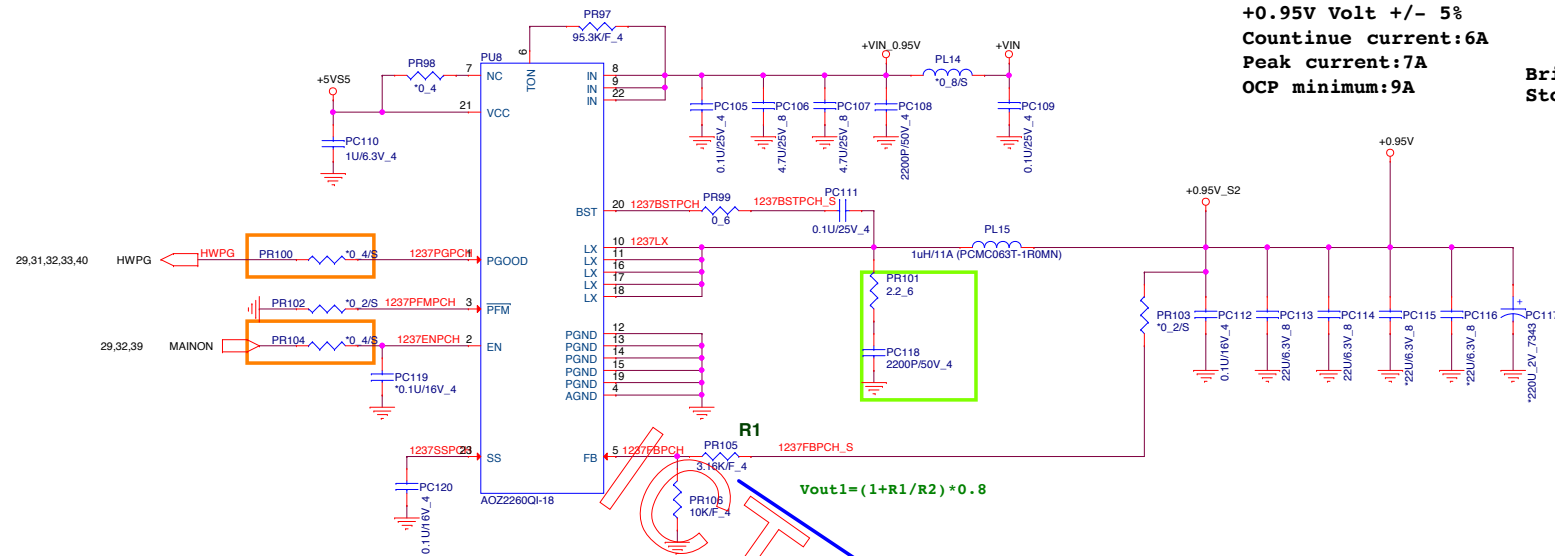 +0.95V Volt +/- 5%
Countinue current:6A
Peak current:7A
OCP minimum:9A
PR97
95.3K/F_4
PU8
6
TON
PR98
*0_4
7
NC
+5VS5
21
VCC
PC110
1U/6.3V_4
IN
8
IN
9
IN
22
+VIN_0.95V
PL14
*0_8/S
+VIN
PC105
0.1U/25V_4
PC106
4.7U/25V_8
PC107
4.7U/25V_8
PC108
2200P/50V_4
PC109
0.1U/25V_4
+0.95V
+0.95V_S2
BST
20
1237BSTPCH
PR99
0_6
1237BSTPCH_S
PC111
0.1U/25V_4
LX
10
1237LX
LX
11
LX
16
LX
17
LX
18
PL15
1uH/11A (PCMC063T-1R0MN)
29,31,32,33,40
HWPG
HWPG
PR100
*0_4/S
1237PGPCH
1
PGOOD
PR102
*0_2/S
1237PFMPCH
3
PFM
29,32,39
MAINON
PR104
*0_4/S
1237ENPCH
2
EN
PC119
*0.1U/16V_4
PR101
2.2_6
PC118
2200P/50V_4
PGND
12
PGND
13
PGND
14
PGND
15
PGND
19
AGND
4
PR103
*0_2/S
PC112
0.1U/16V_4
PC113
22U/6.3V_8
PC114
22U/6.3V_8
PC115
*22U/6.3V_8
PC116
*22U/6.3V_8
+
PC117
*220U_2V_7343
1237SSPCH
23
SS
PC120
0.1U/16V_4
FB
5
1237FBPCH
R1
PR105
3.16K/F_4
1237FBPCH_S
PR106
10K/F_4
Vout1=(1+R1/R2)*0.8
AOZ2260QI-18